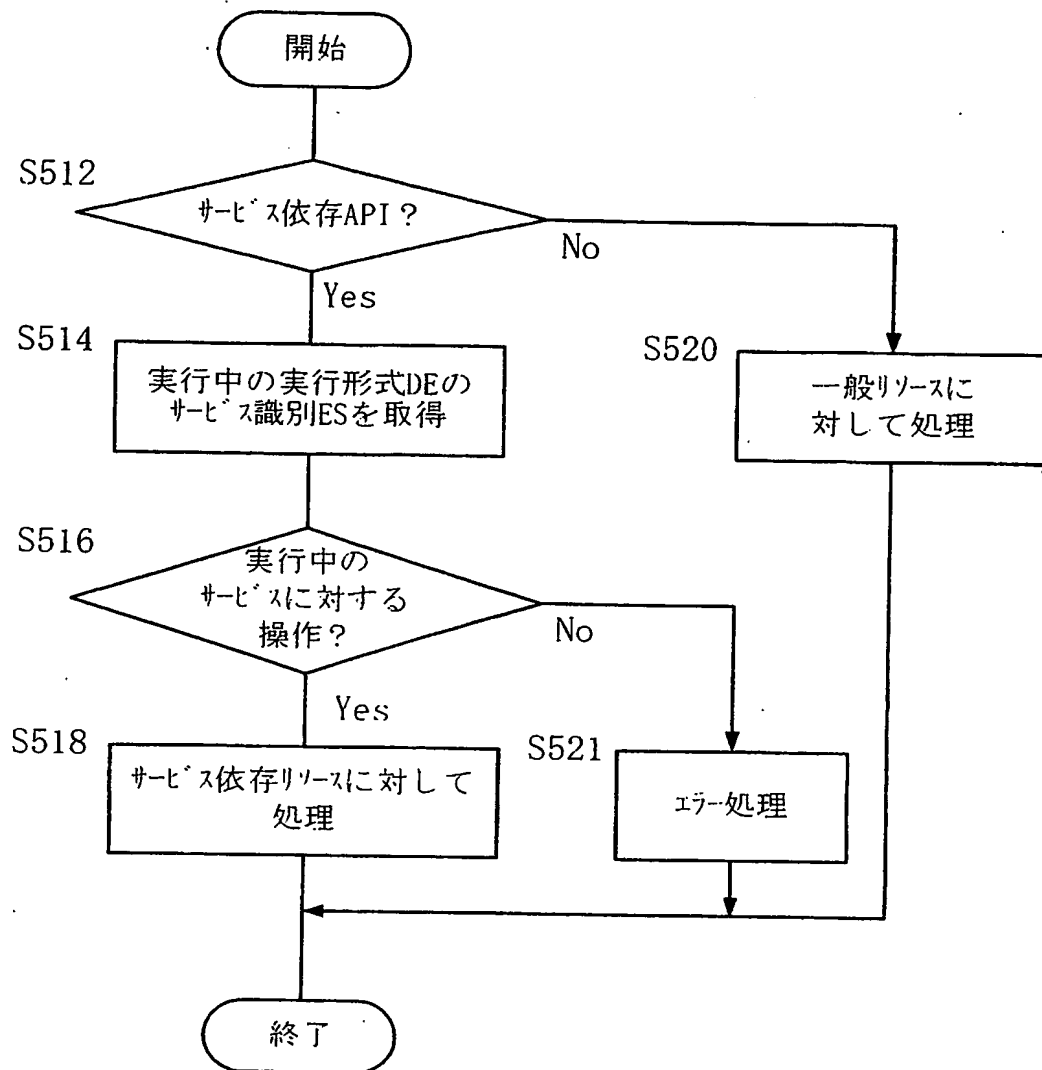 開始
S512
サービス依存API？
No
Yes
S514
実行中の実行形式DEの
サービス識別ESを取得
S520
一般リソースに
対して処理
S516
実行中の
サービスに対する
操作？
No
Yes
S518
サービス依存リソースに対して
処理
S521
エラー処理
終了